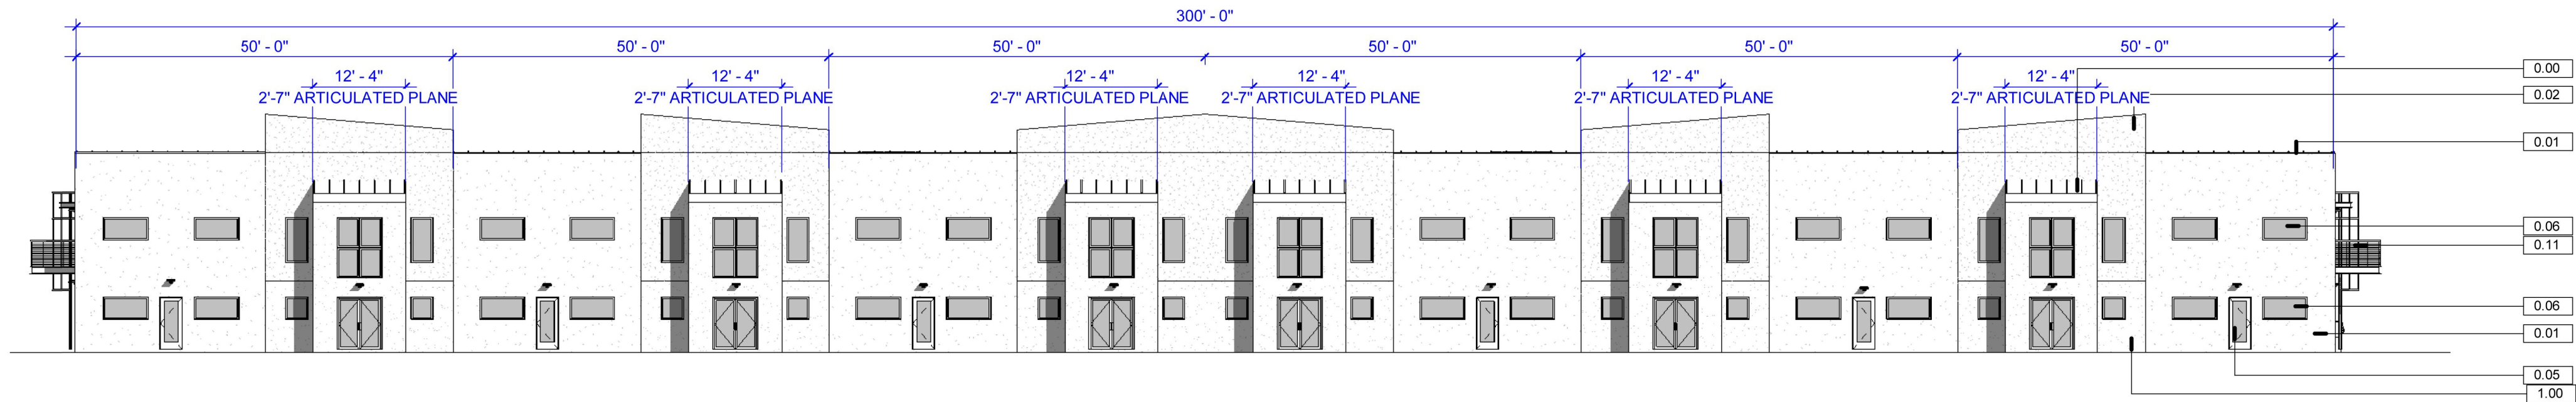 300' - 0"
50' - 0" 50' - 0" 50' - 0" 50' - 0" 50' - 0" 50' - 0"
12' - 4" 12' - 4" 12' - 4" 12' - 4" 12' - 4" 12' - 4"
2'-7" ARTICULATED PLANE 2'-7" ARTICULATED PLANE 2'-7" ARTICULATED PLANE 2'-7" ARTICULATED PLANE 2'-7" ARTICULATED PLANE 2'-7" ARTICULATED PLANE
0.00
0.02
0.01
0.06
0.11
0.06
0.01
0.05
1.00